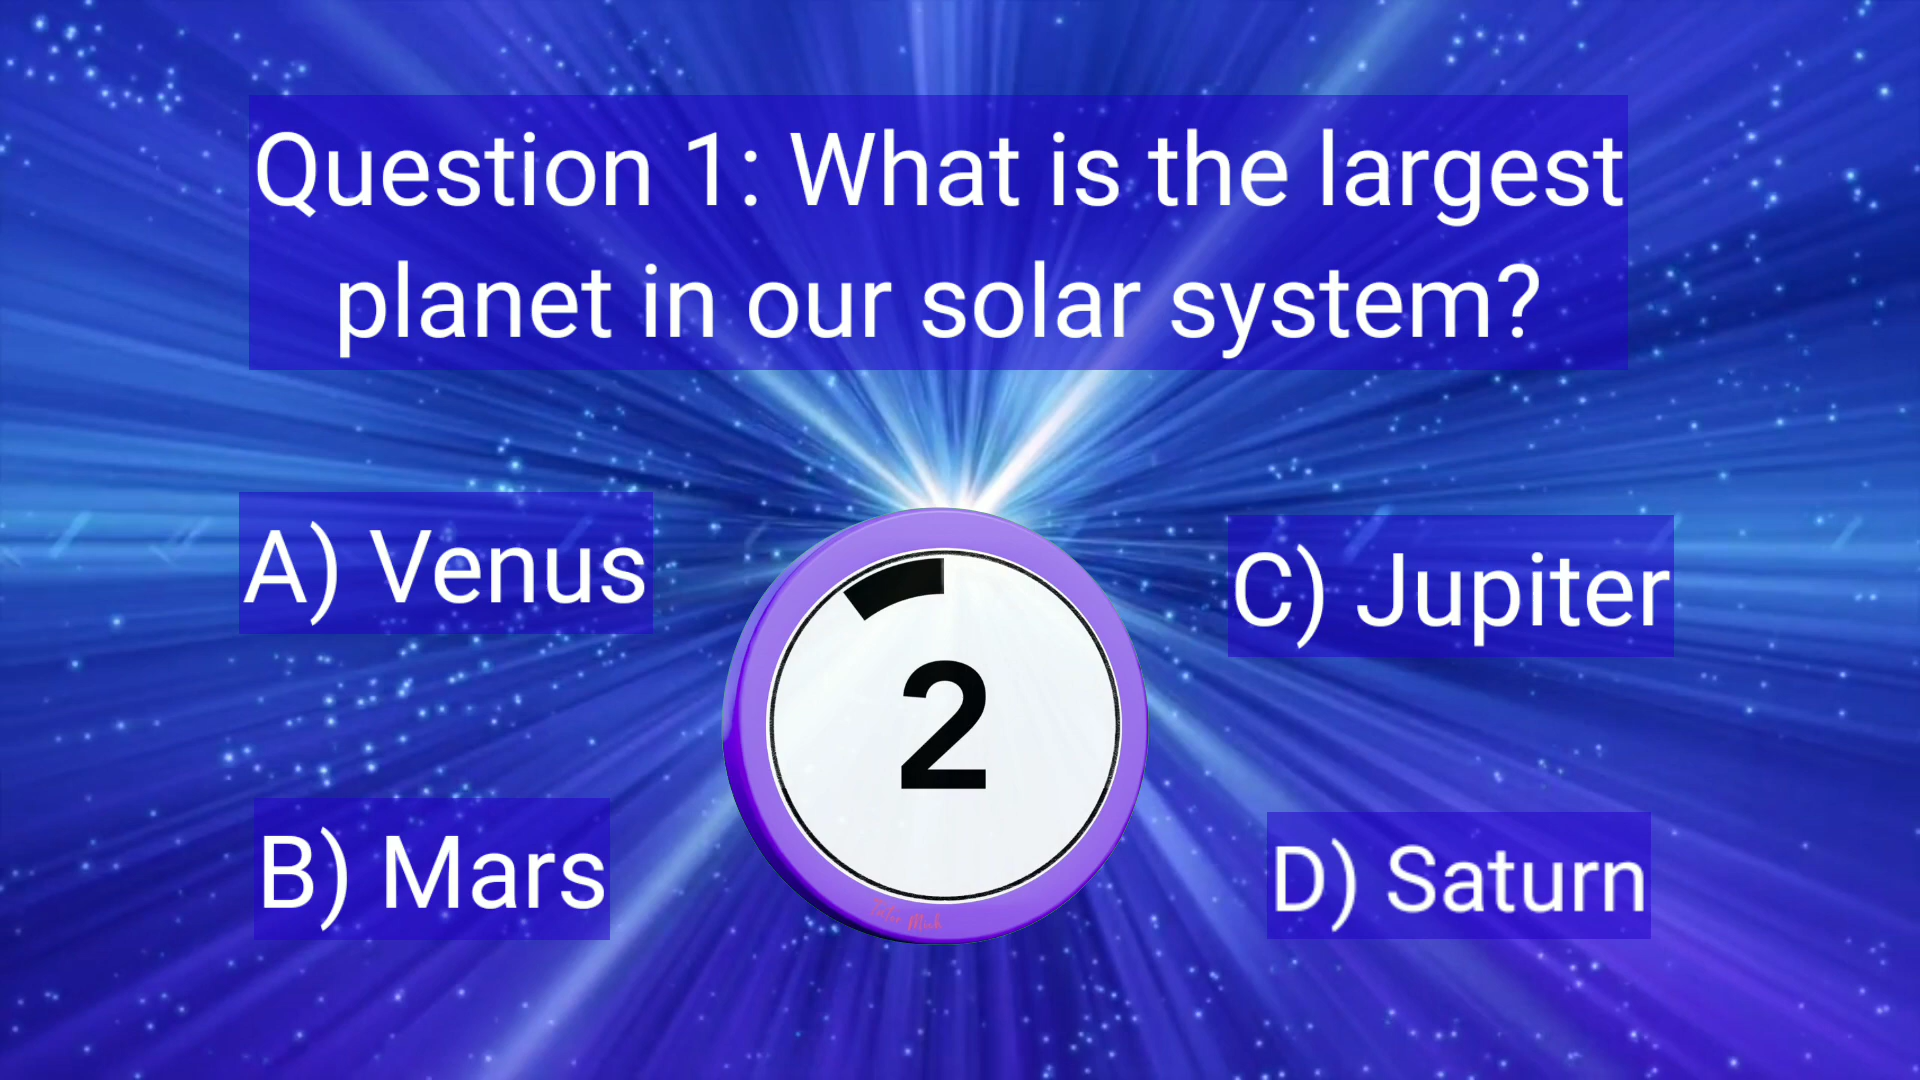 Question 1: What is the largest
planet in our solar system?
A) Venus
B) Mars
C) Jupiter
D) Saturn
2